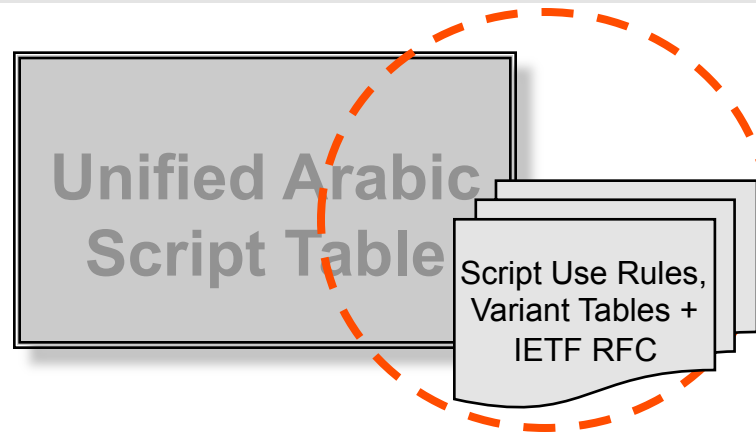 Unified Arabic
Script Table
Script Use Rules,
Variant Tables +
IETF RFC